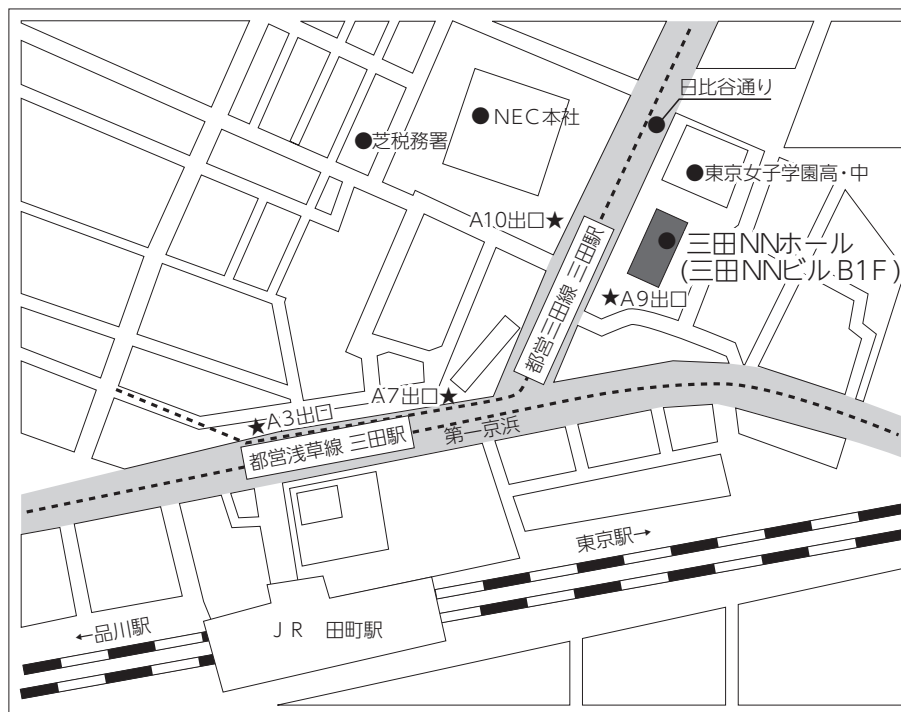 日比谷通り
NEC本社
芝税務署
東京女子学園高・中
A10出口★
三田NNホール
(三田NNビル B1F)
都営三田線 三田駅
★A9出口
A7出口★
★A3出口
第一京浜
都営浅草線 三田駅
東京駅→
←品川駅
JR 田町駅